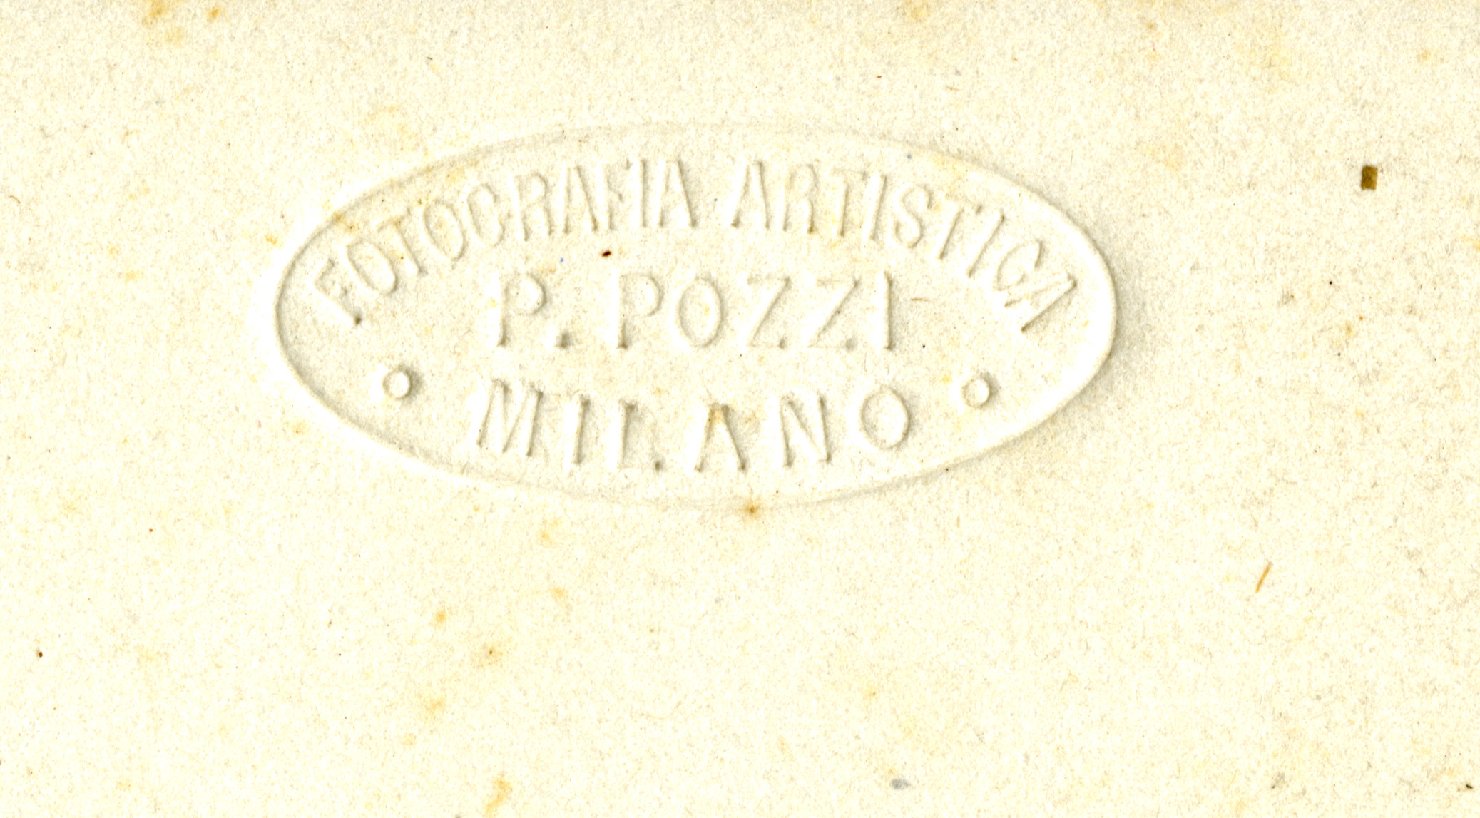 FOTOGRAFIA ARTISTICA
P. POZZI
MILANO